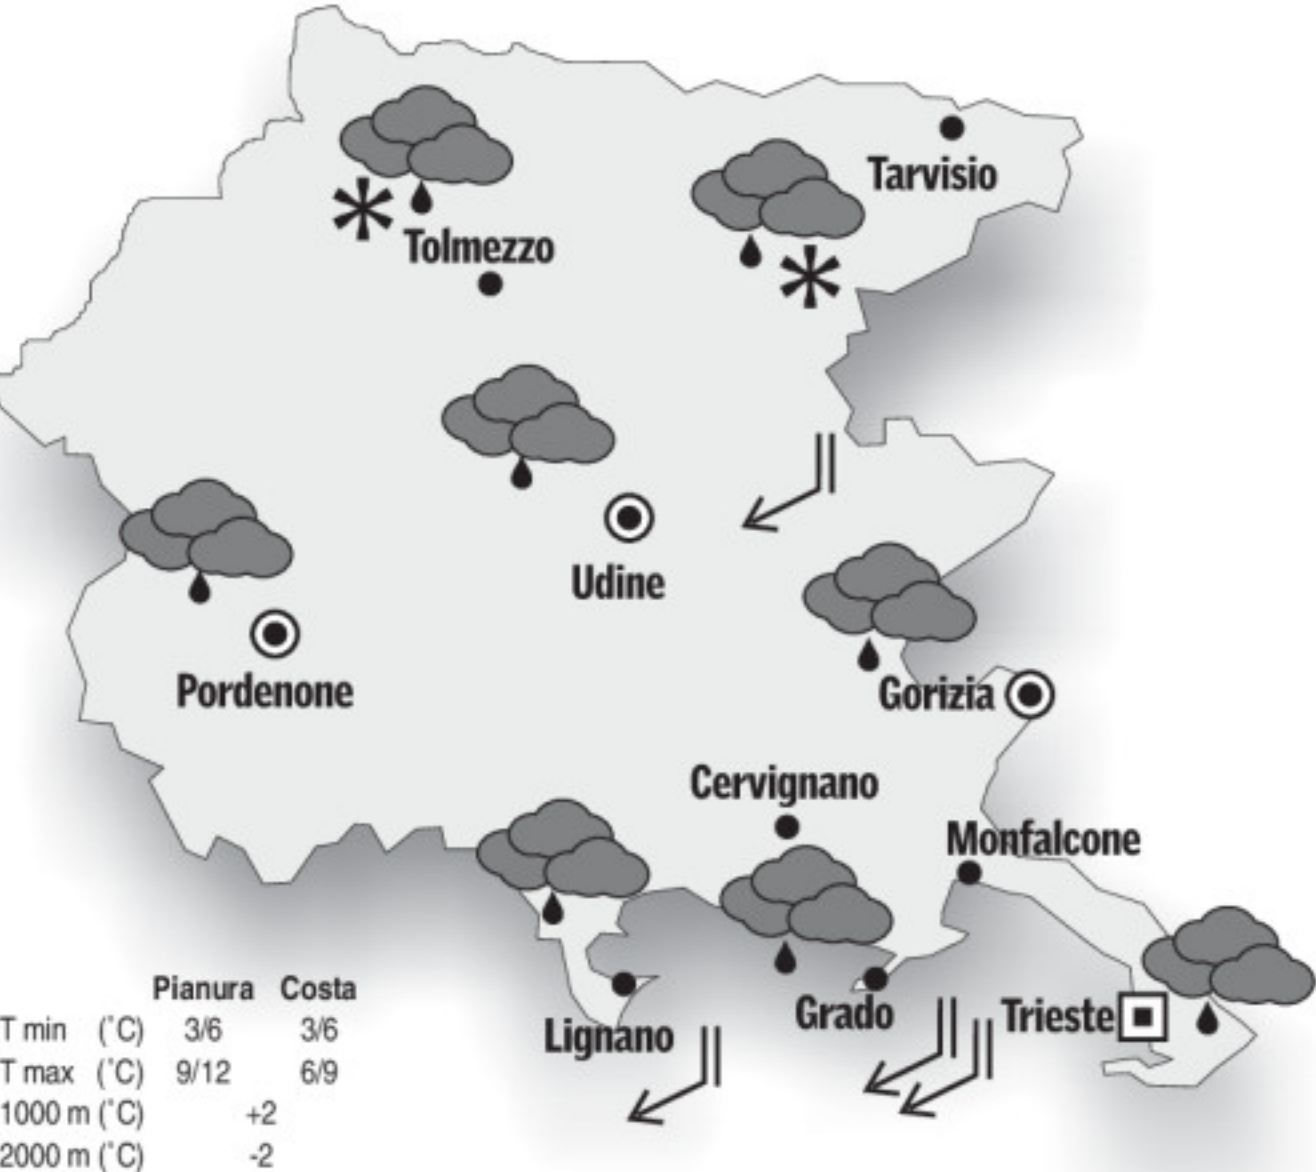 Tarvisio
Tolmezzo
Udine
Pordenone
Gorizia
Cervignano
Monfalcone
Grado
Trieste
Lignano
Pianura Costa
T min (°C) 3/6 3/6
T max (°C) 9/12 6/9
1000 m (°C) +2
2000 m (°C) -2